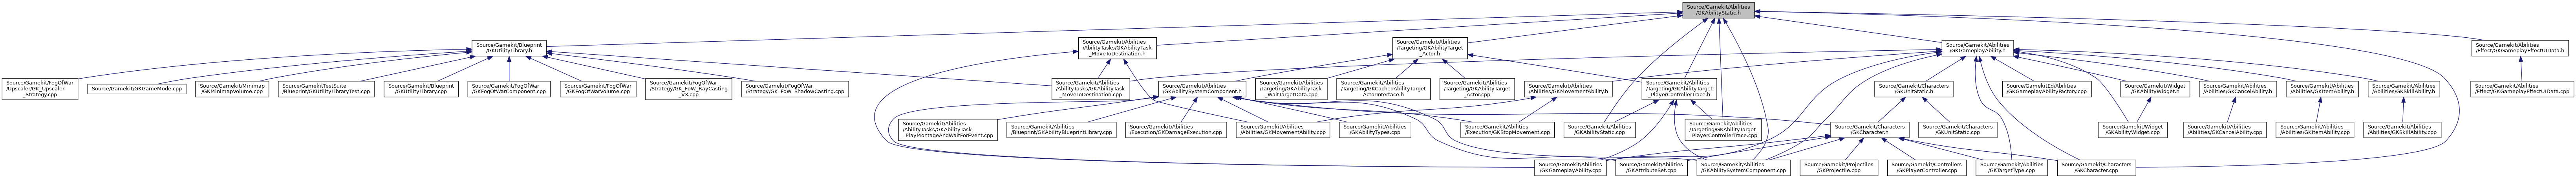 Source/Gamekit/Abilities
/GKAbilityStatic.h
Source/Gamekit/Blueprint
/GKUtilityLibrary.h
Source/Gamekit/Abilities
/AbilityTasks/GKAbilityTask
_MoveToDestination.h
Source/Gamekit/Abilities
/Targeting/GKAbilityTarget
_Actor.h
Source/Gamekit/Abilities
/GKGameplayAbility.h
Source/Gamekit/Abilities
/Effect/GKGameplayEffectUIData.h
Source/Gamekit/FogOfWar
/Upscaler/GK_Upscaler
_Strategy.cpp
Source/Gamekit/GKGameMode.cpp
Source/Gamekit/Minimap
/GKMinimapVolume.cpp
Source/GamekitTestSuite
/Blueprint/GKUtilityLibraryTest.cpp
Source/Gamekit/Blueprint
/GKUtilityLibrary.cpp
Source/Gamekit/FogOfWar
/GKFogOfWarComponent.cpp
Source/Gamekit/FogOfWar
/GKFogOfWarVolume.cpp
Source/Gamekit/FogOfWar
/Strategy/GK_FoW_RayCasting
_V3.cpp
Source/Gamekit/FogOfWar
/Strategy/GK_FoW_ShadowCasting.cpp
Source/Gamekit/Abilities
/AbilityTasks/GKAbilityTask
_MoveToDestination.cpp
Source/Gamekit/Abilities
/GKAbilitySystemComponent.h
Source/Gamekit/Abilities
/Targeting/GKAbilityTask
_WaitTargetData.cpp
Source/Gamekit/Abilities
/Targeting/GKCachedAbilityTarget
ActorInterface.h
Source/Gamekit/Abilities
/Targeting/GKAbilityTarget
_Actor.cpp
Source/Gamekit/Abilities
/Abilities/GKMovementAbility.h
Source/Gamekit/Abilities
/Targeting/GKAbilityTarget
_PlayerControllerTrace.h
Source/Gamekit/Characters
/GKUnitStatic.h
Source/GamekitEd/Abilities
/GKGameplayAbilityFactory.cpp
Source/Gamekit/Widget
/GKAbilityWidget.h
Source/Gamekit/Abilities
/Abilities/GKCancelAbility.h
Source/Gamekit/Abilities
/Abilities/GKItemAbility.h
Source/Gamekit/Abilities
/Abilities/GKSkillAbility.h
Source/Gamekit/Abilities
/Effect/GKGameplayEffectUIData.cpp
Source/Gamekit/Abilities
/AbilityTasks/GKAbilityTask
_PlayMontageAndWaitForEvent.cpp
Source/Gamekit/Abilities
/Blueprint/GKAbilityBlueprintLibrary.cpp
Source/Gamekit/Abilities
/Execution/GKDamageExecution.cpp
Source/Gamekit/Abilities
/Abilities/GKMovementAbility.cpp
Source/Gamekit/Abilities
/GKAbilityTypes.cpp
Source/Gamekit/Abilities
/Execution/GKStopMovement.cpp
Source/Gamekit/Abilities
/GKAbilityStatic.cpp
Source/Gamekit/Abilities
/Targeting/GKAbilityTarget
_PlayerControllerTrace.cpp
Source/Gamekit/Characters
/GKCharacter.h
Source/Gamekit/Characters
/GKUnitStatic.cpp
Source/Gamekit/Widget
/GKAbilityWidget.cpp
Source/Gamekit/Abilities
/Abilities/GKCancelAbility.cpp
Source/Gamekit/Abilities
/Abilities/GKItemAbility.cpp
Source/Gamekit/Abilities
/Abilities/GKSkillAbility.cpp
Source/Gamekit/Abilities
/GKGameplayAbility.cpp
Source/Gamekit/Abilities
/GKAttributeSet.cpp
Source/Gamekit/Abilities
/GKAbilitySystemComponent.cpp
Source/Gamekit/Projectiles
/GKProjectile.cpp
Source/Gamekit/Controllers
/GKPlayerController.cpp
Source/Gamekit/Abilities
/GKTargetType.cpp
Source/Gamekit/Characters
/GKCharacter.cpp